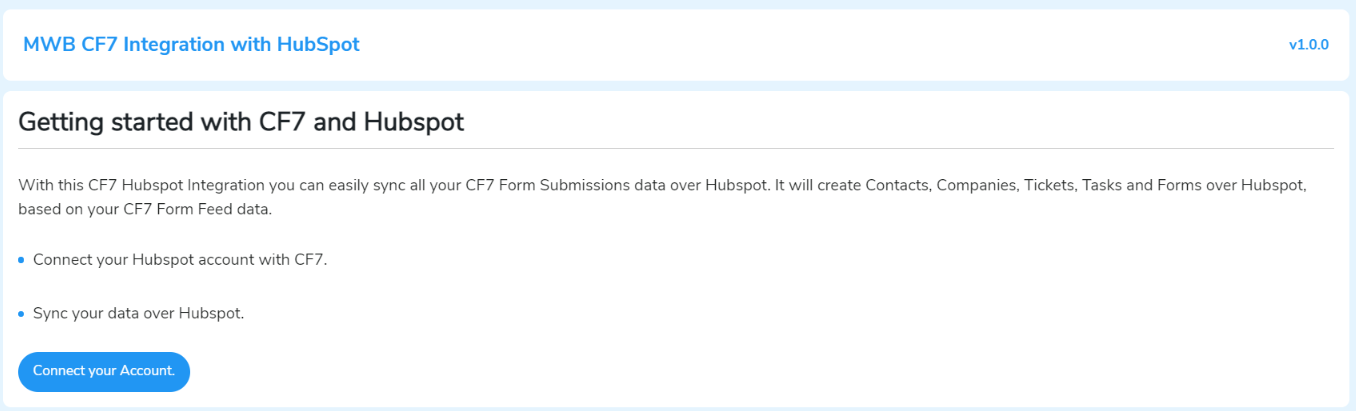 MWB CF7 Integration with HubSpot
v1.0.0
Getting started with CF7 and Hubspot
With this CF7 Hubspot Integration you can easily sync all your CF7 Form Submissions data over Hubspot. It will create Contacts, Companies, Tickets, Tasks and Forms over Hubspot,
based on your CF7 Form Feed data.
Connect your Hubspot account with CF7.
Sync your data over Hubspot.
Connect your Account.